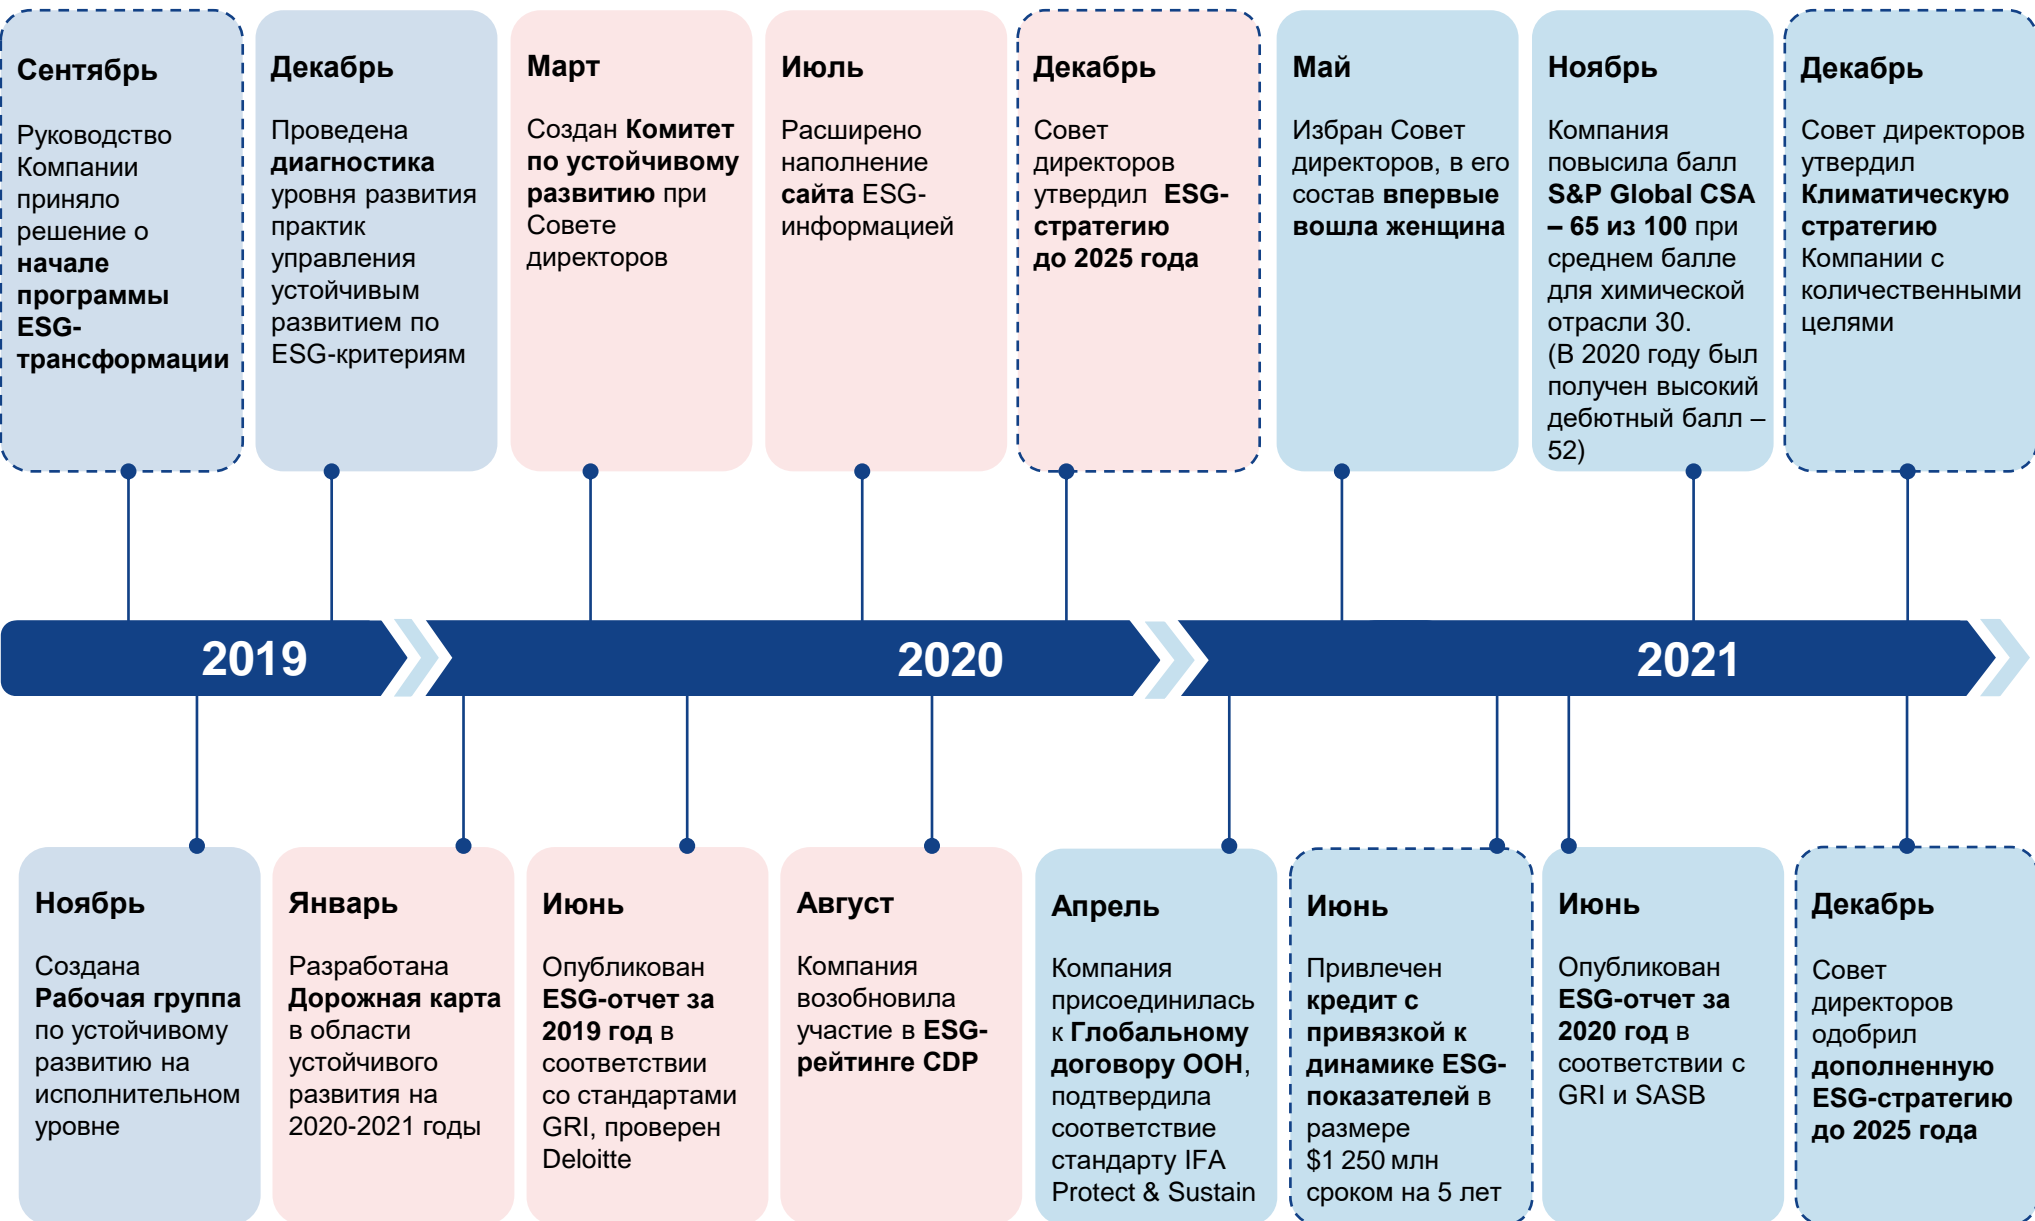 Сентябрь
Руководство
Компании
приняло
решение о
начале
программы
ESG-
трансформации
Декабрь
Проведена
диагностика
уровня развития
практик
управления
устойчивым
развитием по
ESG-критериям
Март
Создан Комитет
по устойчивому
развитию при
Совете
директоров
Июль
Расширено
наполнение
сайта ESG-
информацией
Декабрь
Совет
директоров
утвердил ESG-
стратегию
до 2025 года
Май
Избран Совет
директоров, в его
состав впервые
вошла женщина
Ноябрь
Компания
повысила балл
S&P Global CSA
– 65 из 100 при
среднем балле
для химической
отрасли 30.
(В 2020 году был
получен высокий
дебютный балл –
52)
Декабрь
Совет директоров
утвердил
Климатическую
стратегию
Компании с
количественными
целями
2019
2020
2021
Ноябрь
Создана
Рабочая группа
по устойчивому
развитию на
исполнительном
уровне
Январь
Разработана
Дорожная карта
в области
устойчивого
развития на
2020-2021 годы
Июнь
Опубликован
ESG-отчет за
2019 год в
соответствии
со стандартами
GRI, проверен
Deloitte
Август
Компания
возобновила
участие в ESG-
рейтинге CDP
Апрель
Компания
присоединилась
к Глобальному
договору ООН,
подтвердила
соответствие
стандарту IFA
Protect & Sustain
Июнь
Привлечен
кредит с
привязкой к
динамике ESG-
показателей в
размере
$1 250 млн
сроком на 5 лет
Июнь
Опубликован
ESG-отчет за
2020 год в
соответствии с
GRI и SASB
Декабрь
Совет
директоров
одобрил
дополненную
ESG-стратегию
до 2025 года